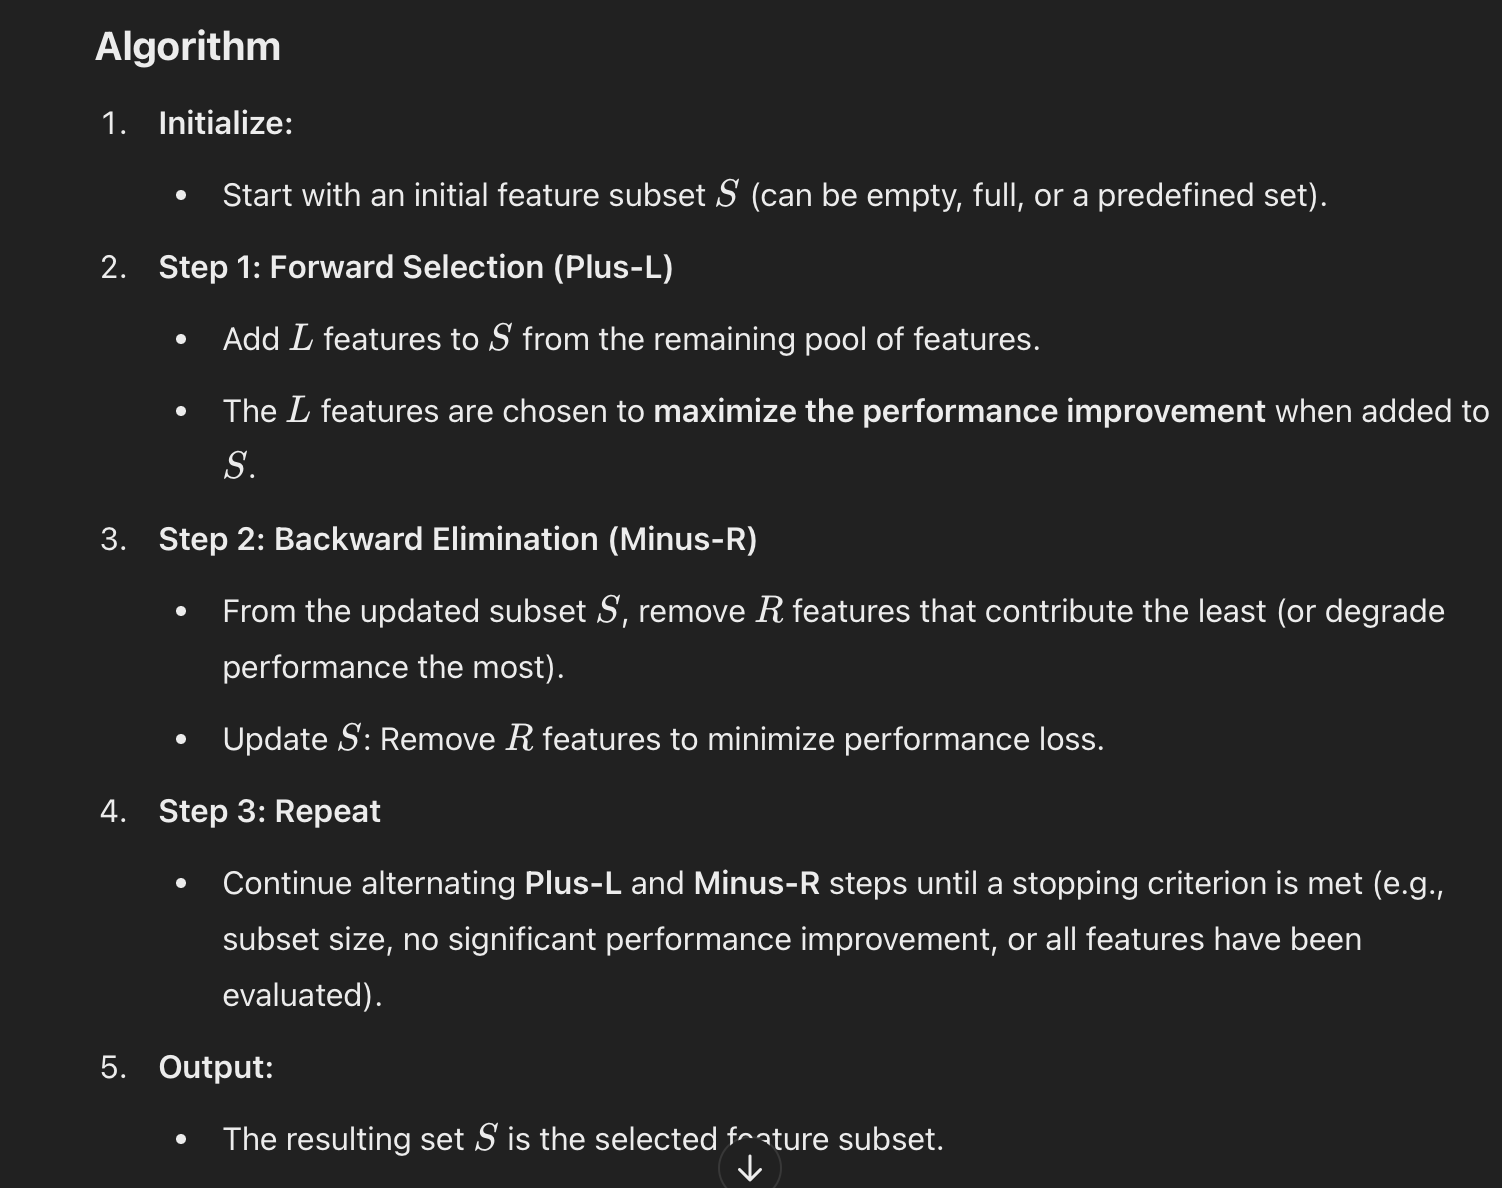 Algorithm
1. Initialize:
• Start with an initial feature subset S (can be empty, full, or a predefined set).
2. Step 1: Forward Selection (Plus-L)
• Add L features to S from the remaining pool of features.
• The L features are chosen to maximize the performance improvement when added to
S.
3. Step 2: Backward Elimination (Minus-R)
• From the updated subset S, remove R features that contribute the least (or degrade
performance the most).
• Update S: Remove R features to minimize performance loss.
4. Step 3: Repeat
• Continue alternating Plus-L and Minus-R steps until a stopping criterion is met (e.g.,
subset size, no significant performance improvement, or all features have been
evaluated).
5. Output:
• The resulting set S is the selected feature subset.